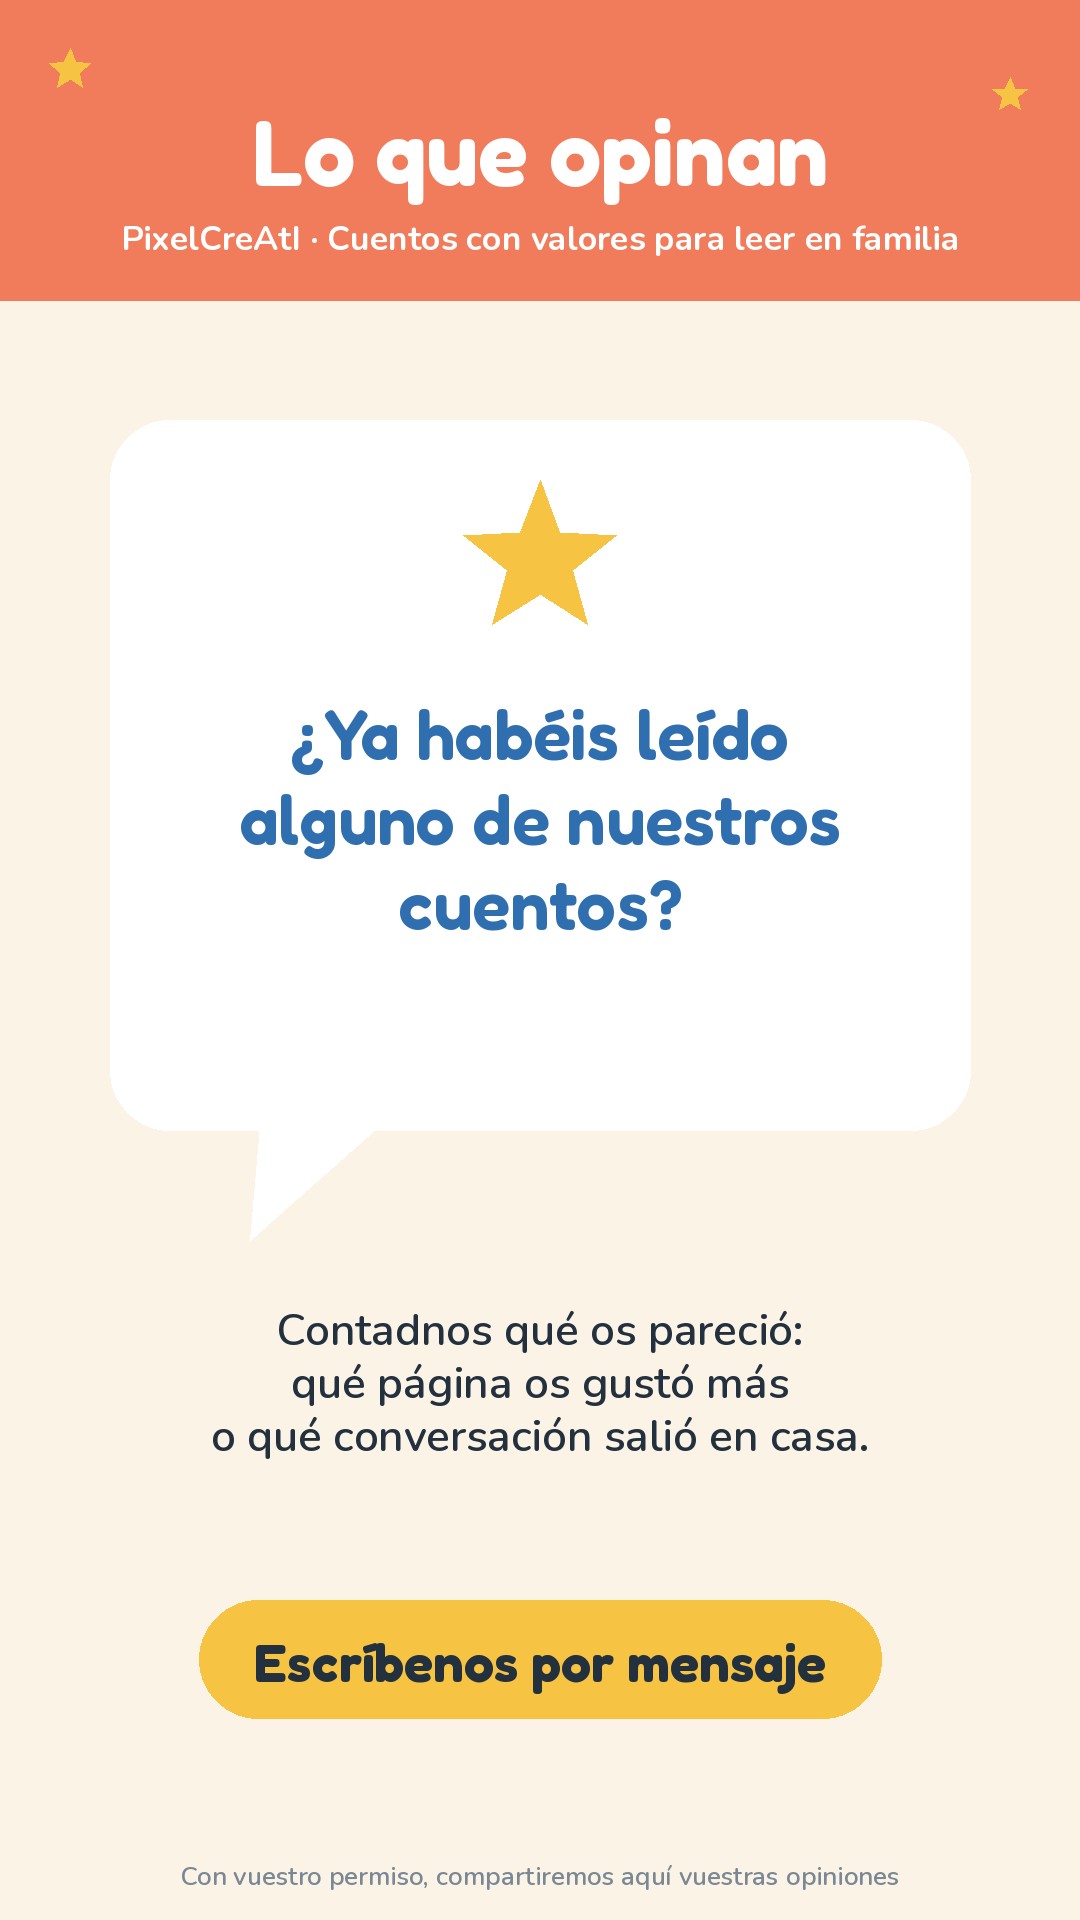 Lo que opinan
PixelCreAtI · Cuentos con valores para leer en familia
¿Ya habéis leído
alguno de nuestros
cuentos?
Contadnos qué os pareció:
qué página os gustó más
o qué conversación salió en casa.
Escríbenos por mensaje
Con vuestro permiso, compartiremos aquí vuestras opiniones